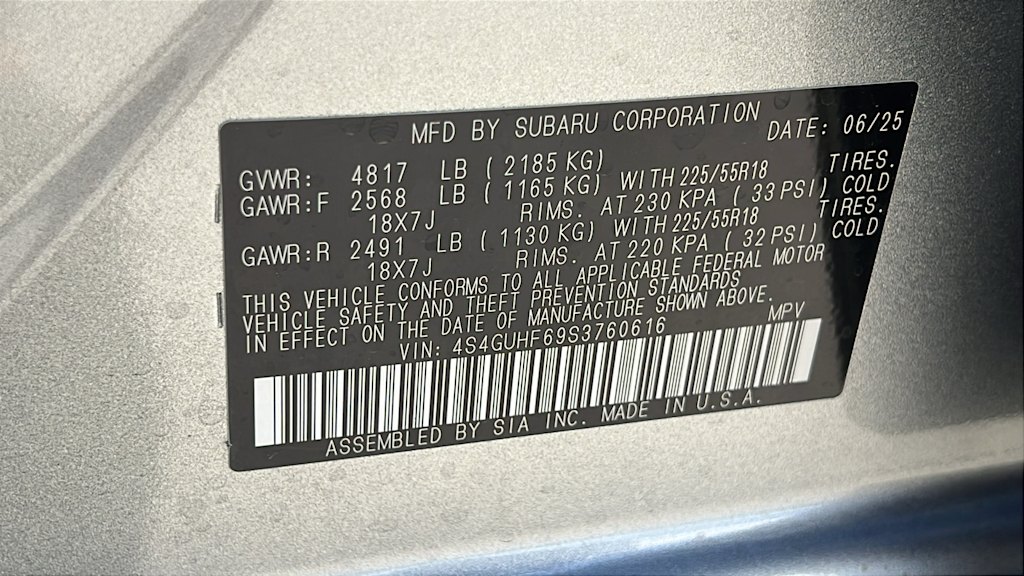 MFD BY SUBARU CORPORATION DATE: 06/25
GVWR: 4817 LB ( 2185 KG)
GAWR:F 2568 LB ( 1165 KG) WITH 225/55R18 TIRES.
18X7J RIMS. AT 230 KPA ( 33 PSI) COLD
GAWR:R 2491 LB ( 1130 KG) WITH 225/55R18 TIRES.
18X7J RIMS. AT 220 KPA ( 32 PSI) COLD
THIS VEHICLE CONFORMS TO ALL APPLICABLE FEDERAL MOTOR
VEHICLE SAFETY AND THEFT PREVENTION STANDARDS
IN EFFECT ON THE DATE OF MANUFACTURE SHOWN ABOVE.
VIN: 4S4GUHF69S3760616 MPV
ASSEMBLED BY SIA INC. MADE IN U.S.A.